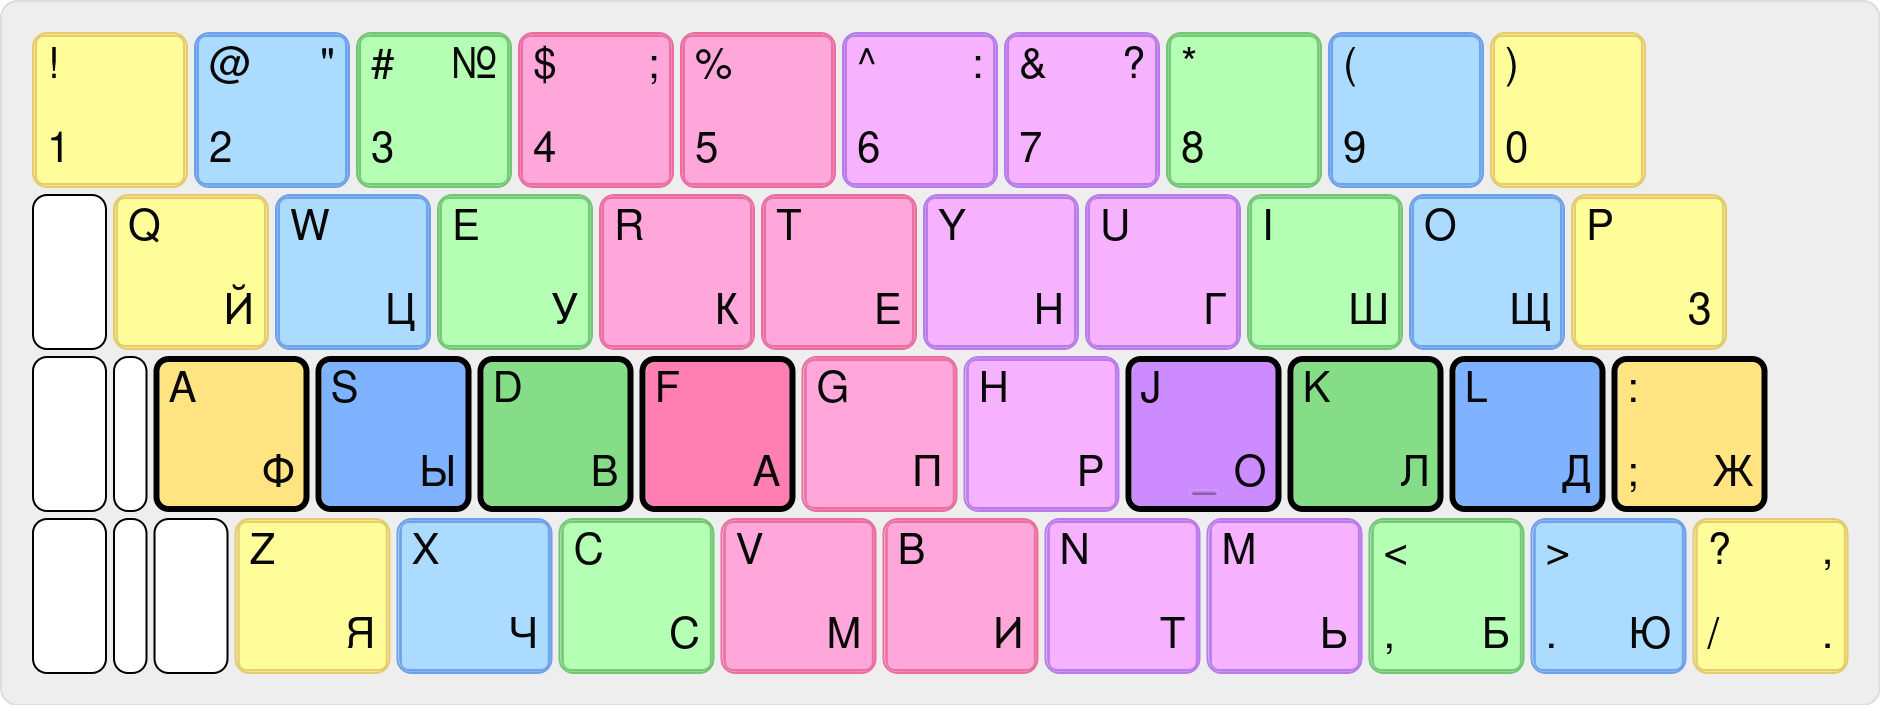 ! @ " # № $ ; % ^ : & ? * ( )
1 2 3 4 5 6 7 8 9 0
Q W E R T Y U I O P
Й Ц У К Е Н Г Ш Щ З
A S D F G H J K L :
Ф Ы В А П Р _ О Л Д ; Ж
Z X C V B N M < > ? ,
Я Ч С М И Т Ь , Б . Ю / .